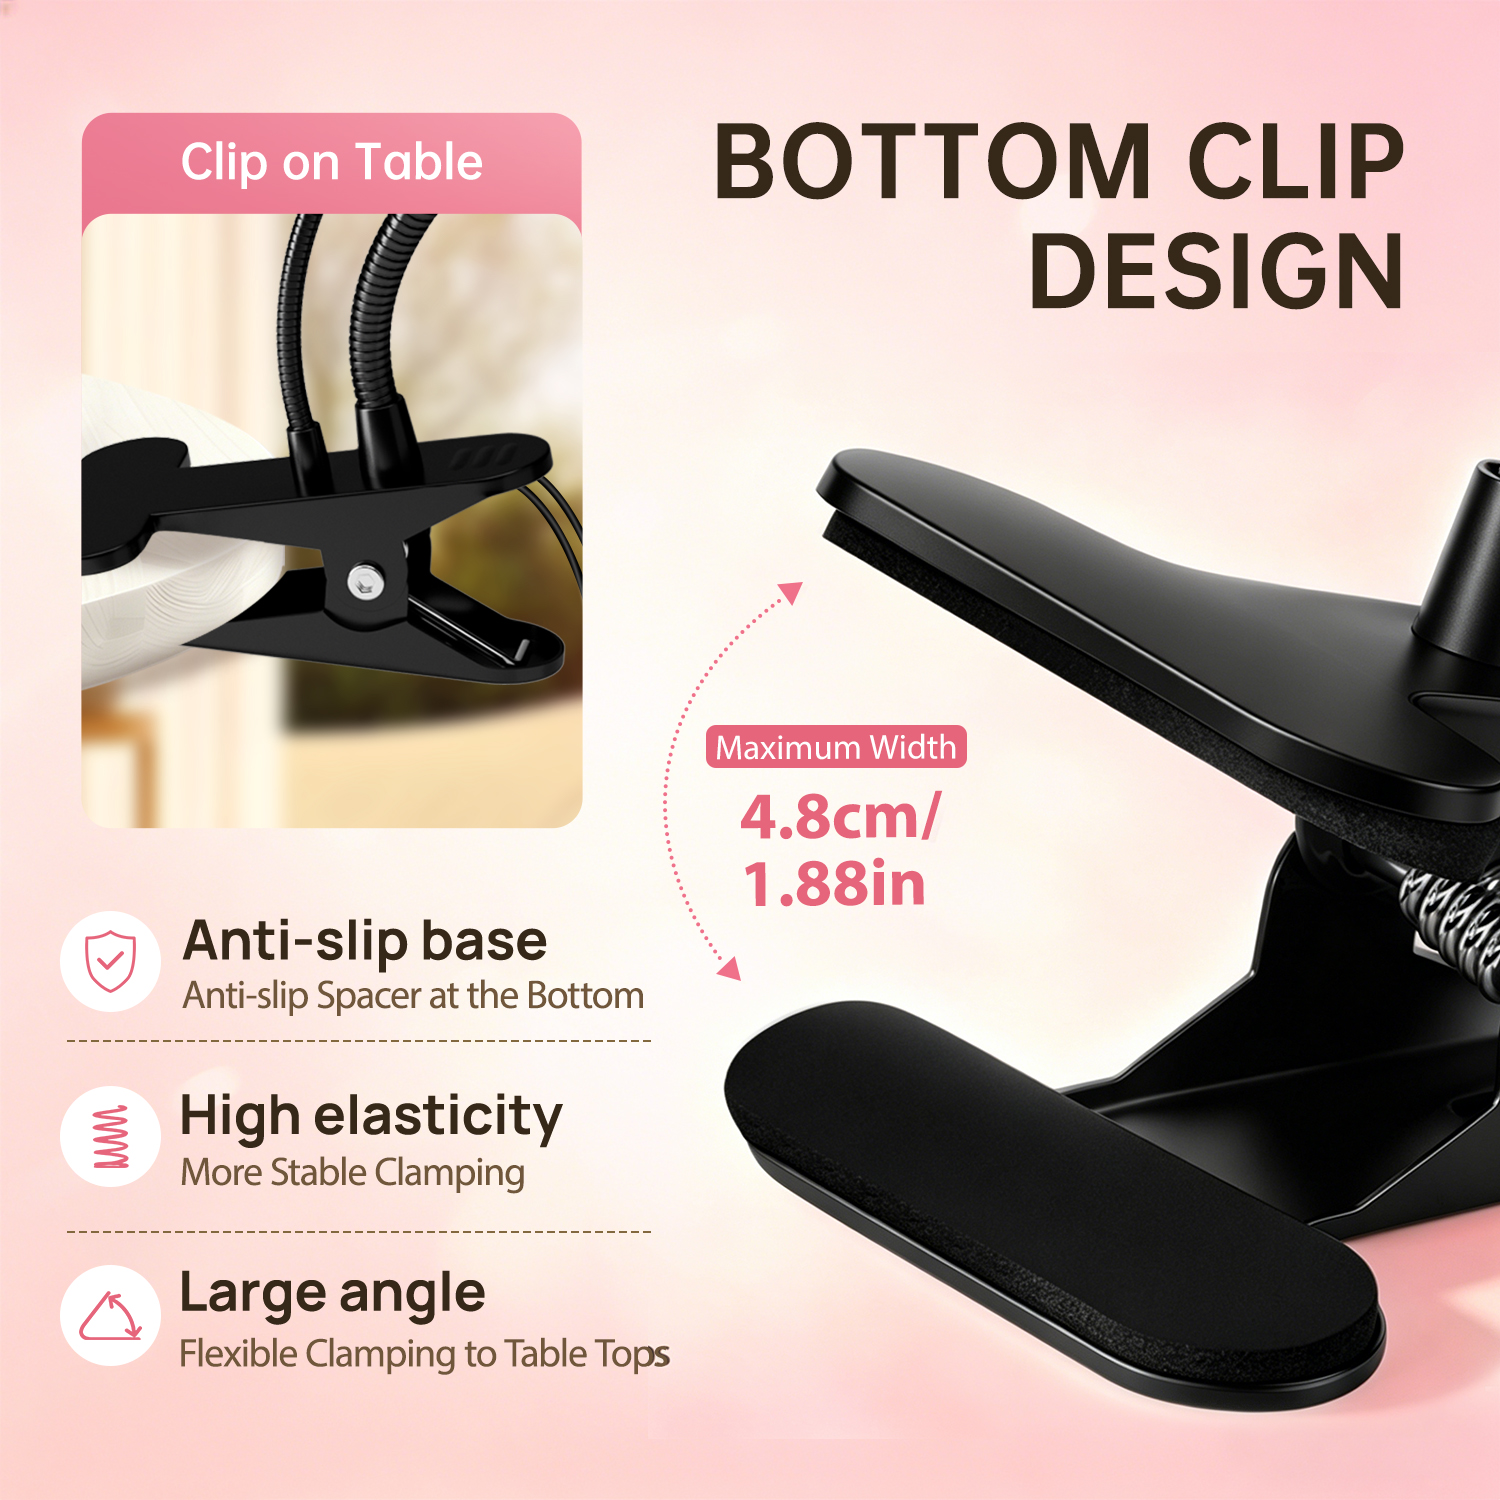 Clip on Table
BOTTOM CLIP
DESIGN
Maximum Width
4.8cm/
1.88in
Anti-slip base
Anti-slip Spacer at the Bottom
High elasticity
More Stable Clamping
Large angle
Flexible Clamping to Table Tops